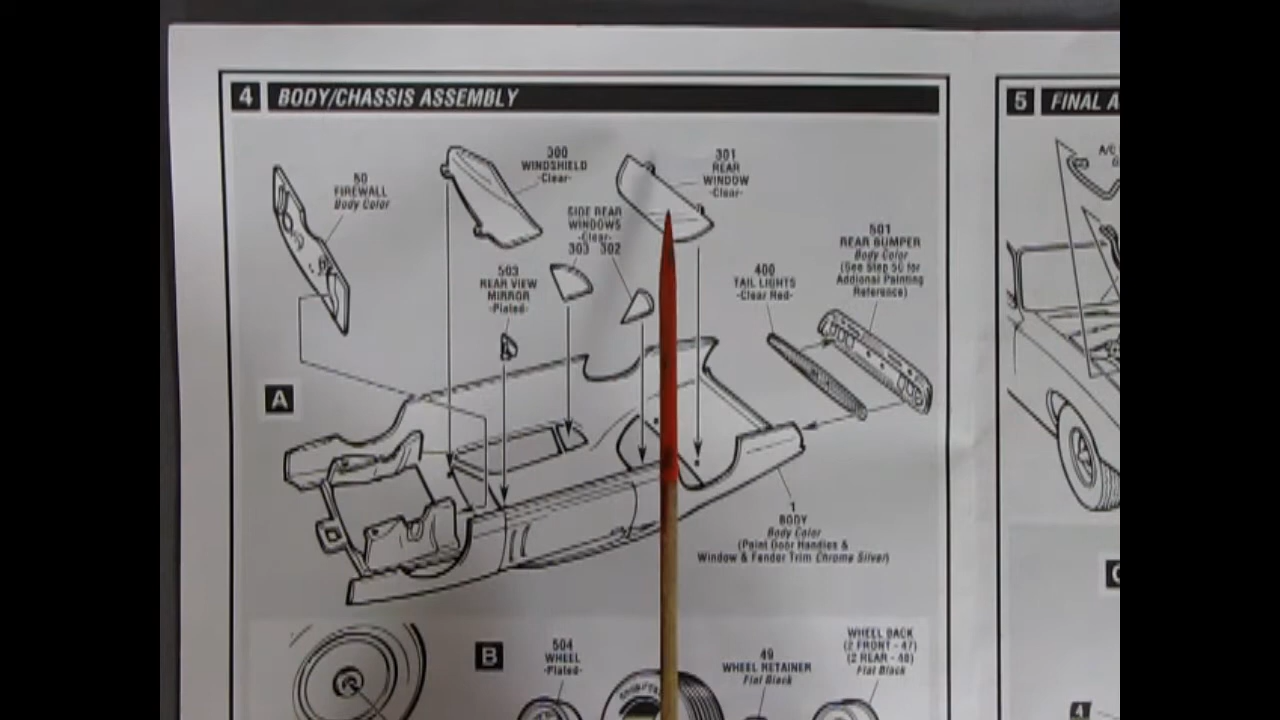 4 BODY/CHASSIS ASSEMBLY
5 FINAL A
300
WINDSHIELD
-Clear-
301
REAR
WINDOW
-Clear-
A/C
50
FIREWALL
Body Color
SIDE REAR
WINDOWS
-Clear-
303 302
501
REAR BUMPER
Body Color
(See Step 5C for
Addional Painting
Reference)
503
REAR VIEW
MIRROR
-Plated-
400
TAIL LIGHTS
-Clear Red-
A
1
BODY
Body Color
(Paint Door Handles &
Window & Fender Trim Chrome Silver)
C
B
504
WHEEL
-Plated-
49
WHEEL RETAINER
Flat Black
WHEEL BACK
(2 FRONT - 47)
(2 REAR - 48)
Flat Black
4